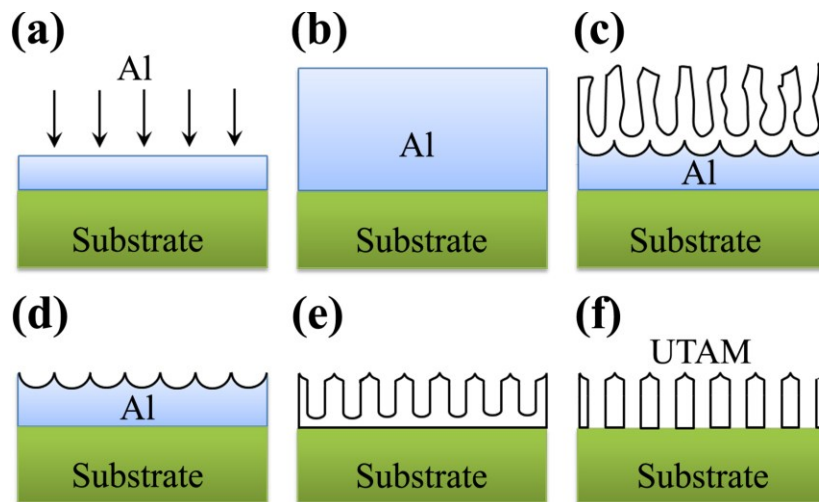 (a)
Al
Substrate
(b)
Al
Substrate
(c)
Al
Substrate
(d)
Al
Substrate
(e)
Substrate
(f)
UTAM
Substrate